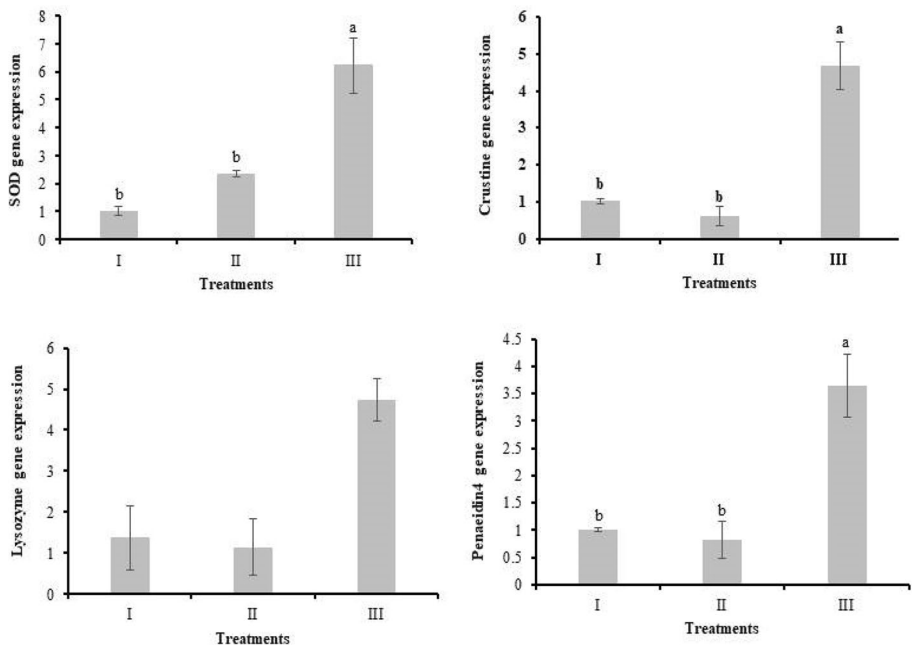 SOD gene expression
8
7
6
5
4
3
2
1
0
b
b
a
I
II
III
Treatments
Crustine gene expression
6
5
4
3
2
1
0
b
b
a
I
II
III
Treatments
Lysozyme gene expression
6
5
4
3
2
1
0
I
II
III
Treatments
Penaeidin4 gene expression
4.5
4
3.5
3
2.5
2
1.5
1
0.5
0
b
b
a
I
II
III
Treatments